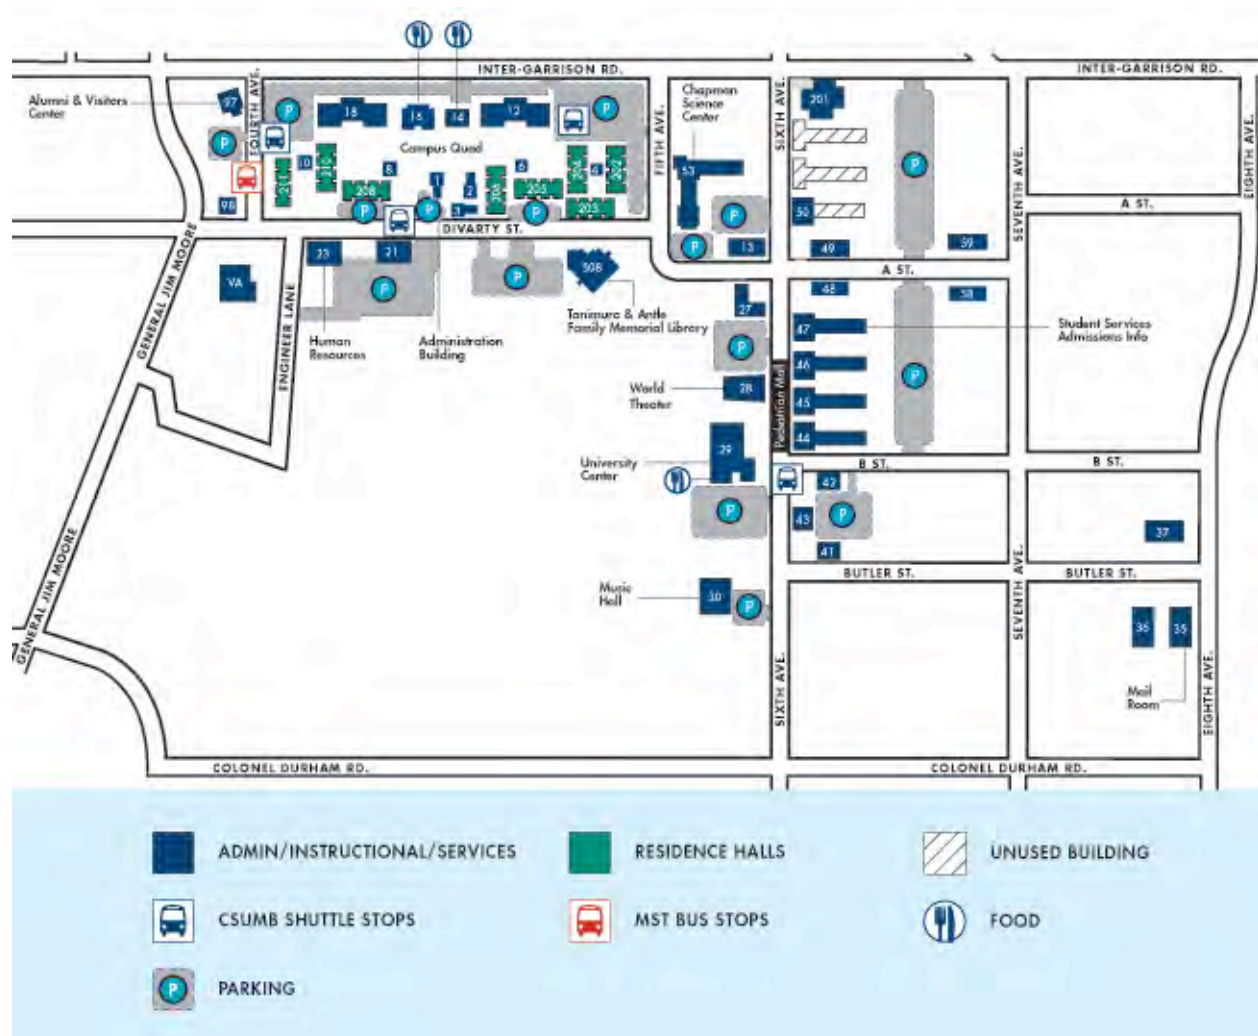 INTER-GARRISON RD.
INTER-GARRISON RD.
Alumni & Visitors
Center
97
FOURTH AVE.
P
18
14
12
P
Campus Quad
FIFTH AVE.
Chapman
Science
Center
53
SIXTH AVE.
201
P
SEVENTH AVE.
EIGHTH AVE.
P
211
210
10
8
1
2
3
6
208
206
205
204
202
203
P
P
P
98
DIVARTY ST.
P
P
13
50
49
59
A ST.
A ST.
GENERAL JIM MOORE
VA
ENGINEER LANE
23
21
P
P
508
Human
Resources
Administration
Building
Tanimura & Antle
Family Memorial Library
27
P
48
58
47
46
45
44
P
Student Services
Admissions Info
World
Theater
28
Pedestrian Mall
University
Center
29
P
B ST.
B ST.
42
43
P
41
37
GENERAL JIM MOORE
BUTLER ST.
BUTLER ST.
SEVENTH AVE.
Music
Hall
30
P
36
35
Mail
Room
SIXTH AVE.
EIGHTH AVE.
COLONEL DURHAM RD.
COLONEL DURHAM RD.
ADMIN/INSTRUCTIONAL/SERVICES
RESIDENCE HALLS
UNUSED BUILDING
CSUMB SHUTTLE STOPS
MST BUS STOPS
FOOD
P
PARKING